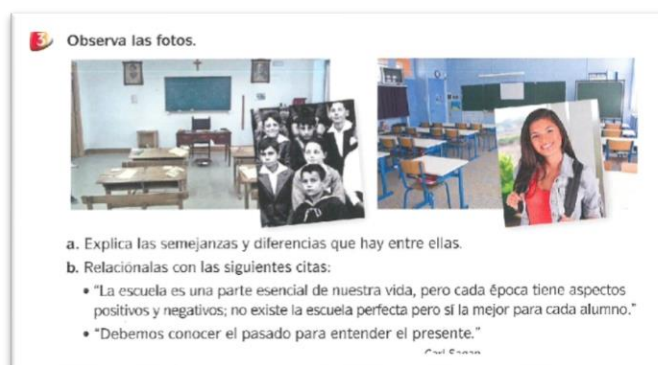 3 Observa las fotos.
a. Explica las semejanzas y diferencias que hay entre ellas.
b. Relaciónalas con las siguientes citas:
• "La escuela es una parte esencial de nuestra vida, pero cada época tiene aspectos
positivos y negativos; no existe la escuela perfecta pero sí la mejor para cada alumno."
• "Debemos conocer el pasado para entender el presente."
Carl Sagan